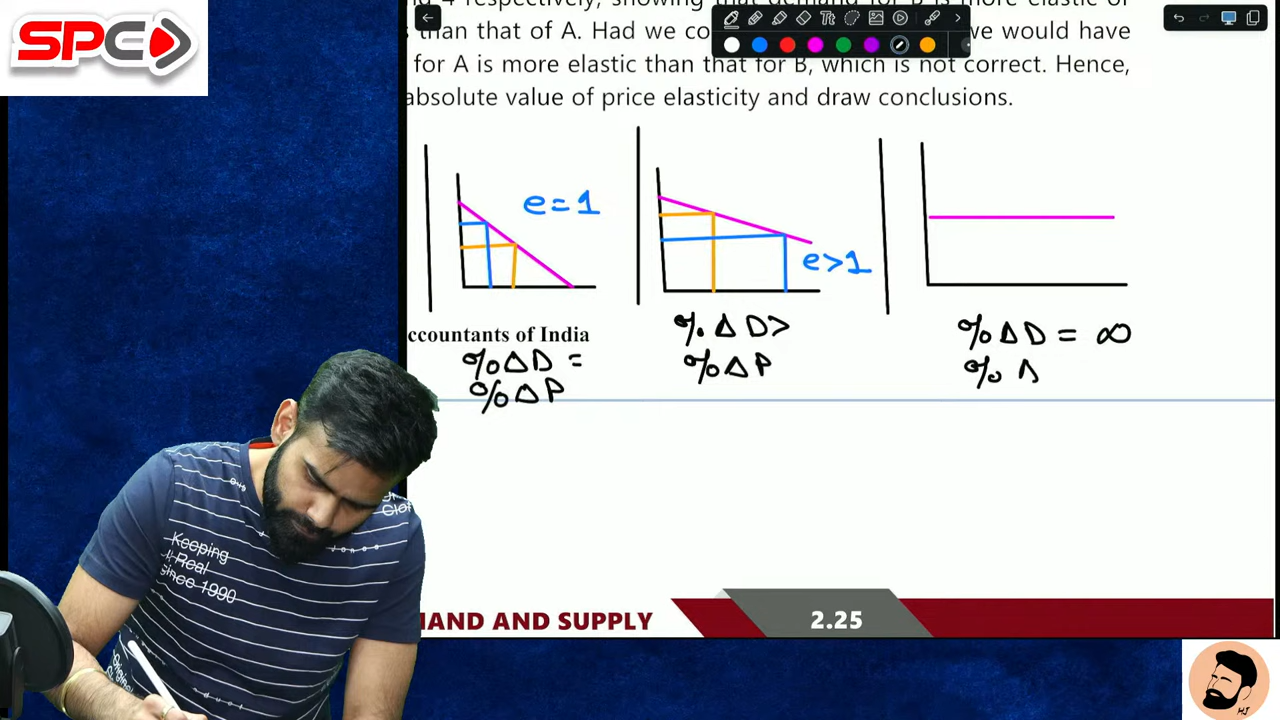 SPC
than that of A. Had we co
we would have
for A is more elastic than that for B, which is not correct. Hence,
absolute value of price elasticity and draw conclusions.
e = 1
e > 1
ccountants of India
%ΔD =
%ΔP
%ΔD >
%ΔP
%ΔD = ∞
%Δ
Keeping
Real
since 1990
AND AND SUPPLY
2.25
HJ